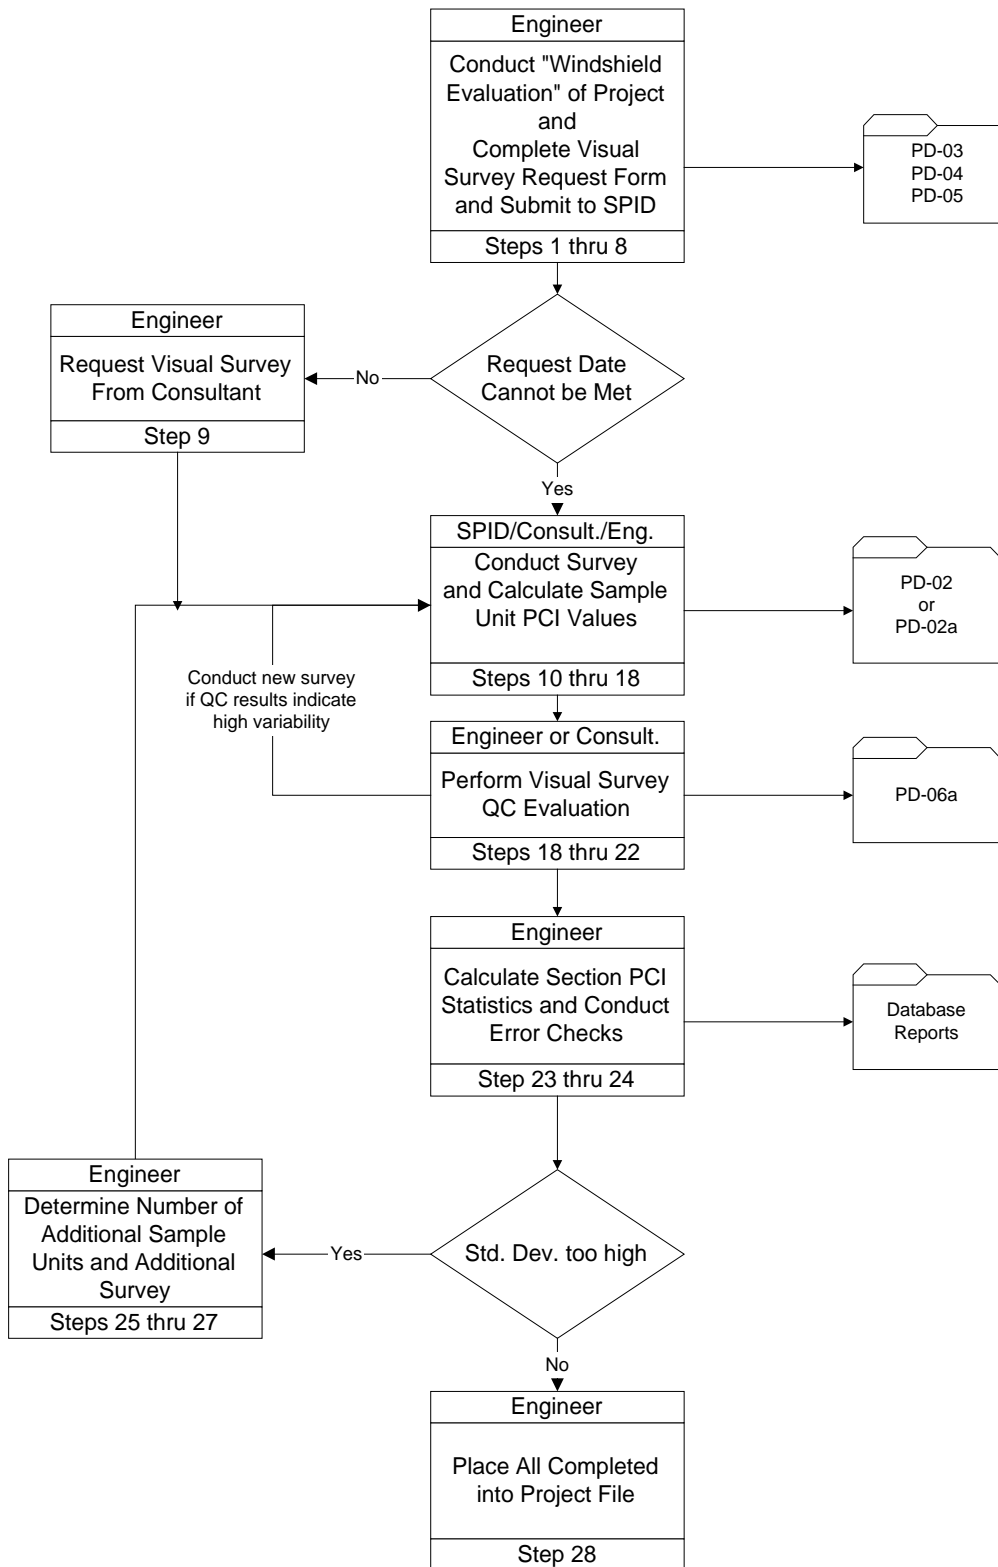 Engineer
Conduct "Windshield
Evaluation" of Project
and
Complete Visual
Survey Request Form
and Submit to SPID
Steps 1 thru 8
PD-03
PD-04
PD-05
Engineer
Request Visual Survey
From Consultant
Step 9
No
Request Date
Cannot be Met
Yes
SPID/Consult./Eng.
Conduct Survey
and Calculate Sample
Unit PCI Values
Steps 10 thru 18
PD-02
or
PD-02a
Conduct new survey
if QC results indicate
high variability
Engineer or Consult.
Perform Visual Survey
QC Evaluation
Steps 18 thru 22
PD-06a
Engineer
Calculate Section PCI
Statistics and Conduct
Error Checks
Step 23 thru 24
Database
Reports
Engineer
Determine Number of
Additional Sample
Units and Additional
Survey
Steps 25 thru 27
Yes
Std. Dev. too high
No
Engineer
Place All Completed
into Project File
Step 28